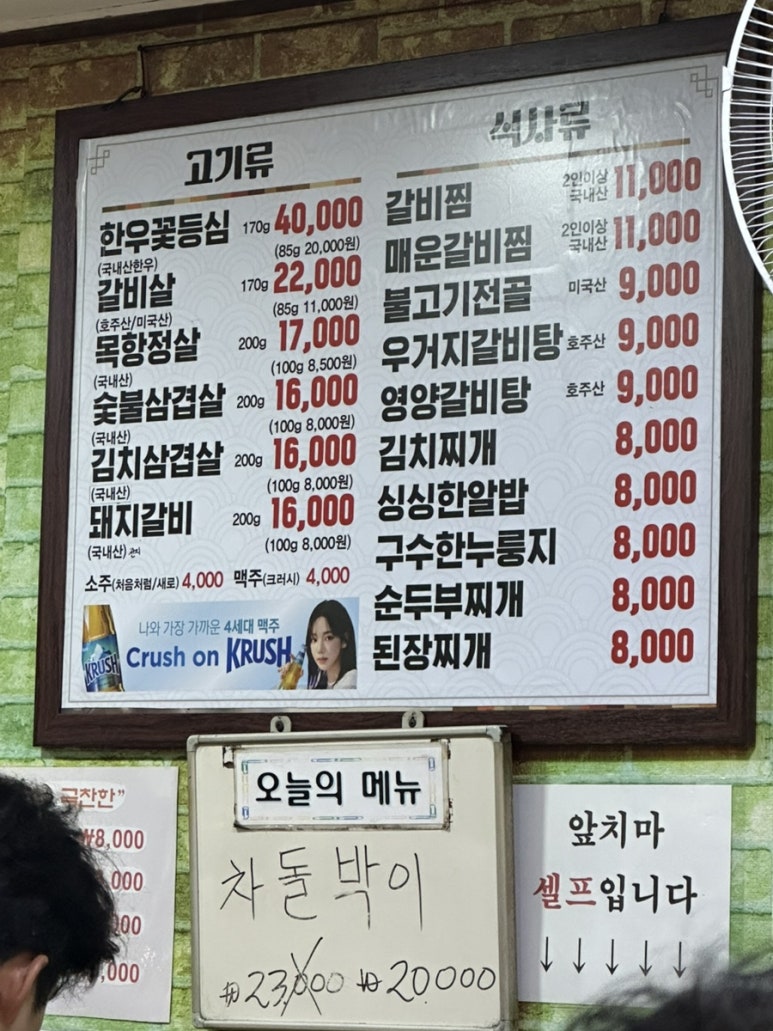 고기류
한우꽃등심 170g 40,000
(국내산한우) (85g 20,000원)
갈비살 170g 22,000
(호주산/미국산) (85g 11,000원)
목항정살 200g 17,000
(국내산) (100g 8,500원)
숯불삼겹살 200g 16,000
(국내산) (100g 8,000원)
김치삼겹살 200g 16,000
(국내산) (100g 8,000원)
돼지갈비 200g 16,000
(국내산) (100g 8,000원)
소주(처음처럼/새로) 4,000 맥주(크러시) 4,000
나와 가장 가까운 4세대 맥주
Crush on KRUSH
KRUSH
식사류
갈비찜 2인이상 국내산 11,000
매운갈비찜 2인이상 국내산 11,000
불고기전골 미국산 9,000
우거지갈비탕 호주산 9,000
영양갈비탕 호주산 9,000
김치찌개 8,000
싱싱한알밥 8,000
구수한누룽지 8,000
순두부찌개 8,000
된장찌개 8,000
오늘의 메뉴
차돌박이
₩23,000 ₩20.000
앞치마
셀프입니다
↓ ↓ ↓ ↓ ↓
₩8,000
,000
,000